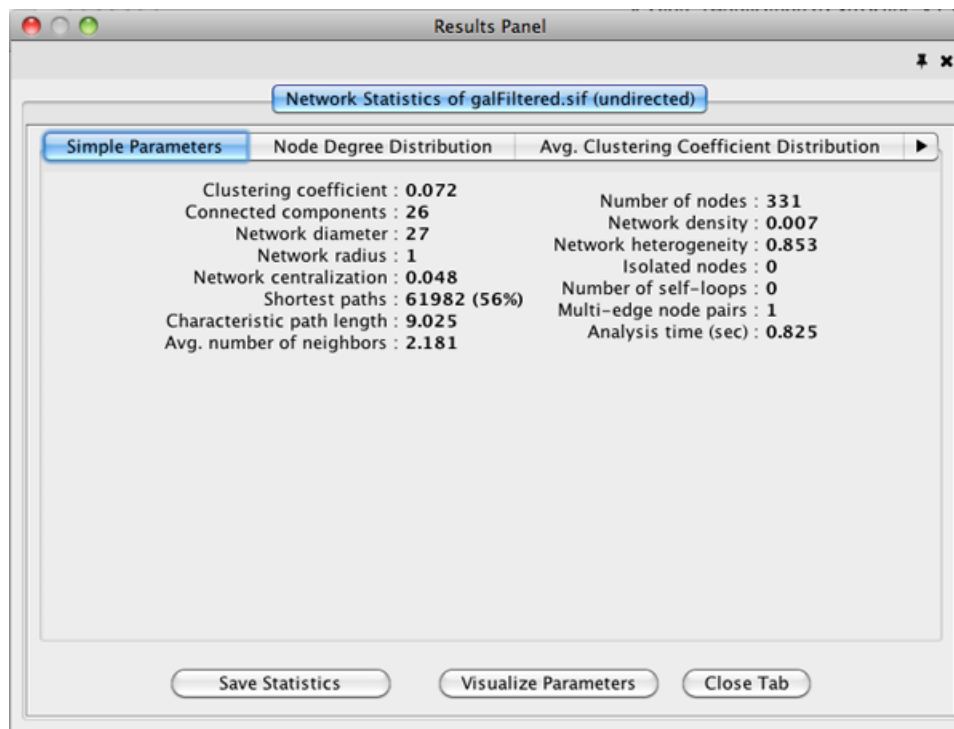 Results Panel
Network Statistics of galFiltered.sif (undirected)
Simple Parameters
Node Degree Distribution
Avg. Clustering Coefficient Distribution
Clustering coefficient : 0.072
Connected components : 26
Network diameter : 27
Network radius : 1
Network centralization : 0.048
Shortest paths : 61982 (56%)
Characteristic path length : 9.025
Avg. number of neighbors : 2.181
Number of nodes : 331
Network density : 0.007
Network heterogeneity : 0.853
Isolated nodes : 0
Number of self-loops : 0
Multi-edge node pairs : 1
Analysis time (sec) : 0.825
Save Statistics
Visualize Parameters
Close Tab